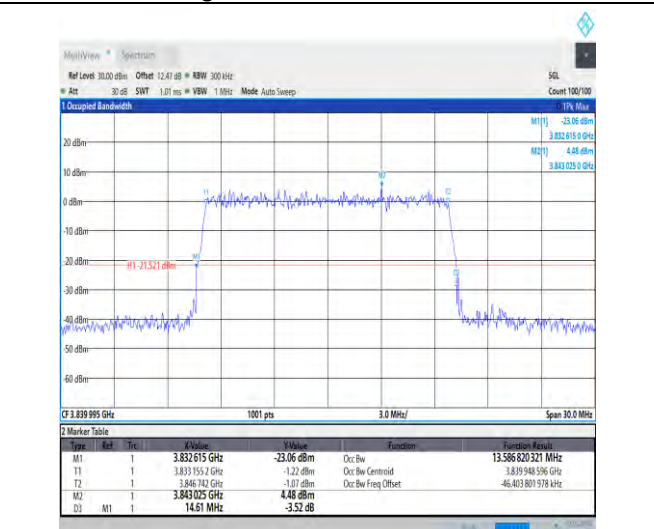 MultiView Spectrum
Ref Level 30.00 dBm Offset 12.47 dB RBW 300 kHz SGL
Att 30 dB SWT 1.01 ms VBW 1 MHz Mode Auto Sweep Count 100/100
1 Occupied Bandwidth 1Pk Max
M1[1] -23.06 dBm
3.832 615 0 GHz
M2[1] 4.48 dBm
3.843 025 0 GHz
20 dBm
10 dBm
M2
T1 T2
0 dBm
-10 dBm
M1
-20 dBm
H1 -21.521 dBm
D3
-30 dBm
-40 dBm
-50 dBm
-60 dBm
CF 3.839 995 GHz 1001 pts 3.0 MHz/ Span 30.0 MHz
2 Marker Table
Type Ref Trc X-Value Y-Value Function Function Result
M1 1 3.832 615 GHz -23.06 dBm Occ Bw 13.586 820 321 MHz
T1 1 3.833 155 2 GHz -1.22 dBm Occ Bw Centroid 3.839 948 596 GHz
T2 1 3.846 742 GHz -1.07 dBm Occ Bw Freq Offset -46.403 801 978 kHz
M2 1 3.843 025 GHz 4.48 dBm
D3 M1 1 14.61 MHz -3.52 dB